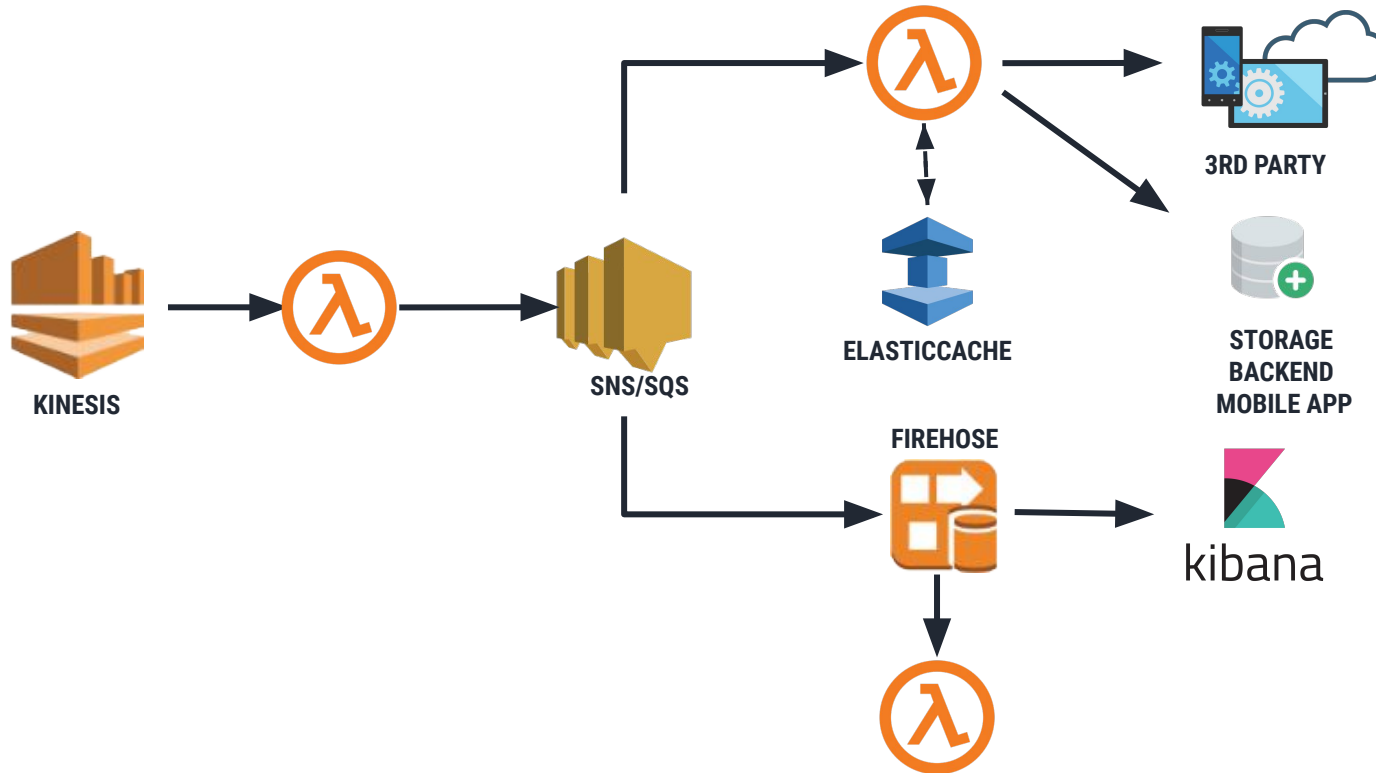 3RD PARTY
KINESIS
SNS/SQS
ELASTICCACHE
STORAGE
BACKEND
MOBILE APP
FIREHOSE
kibana